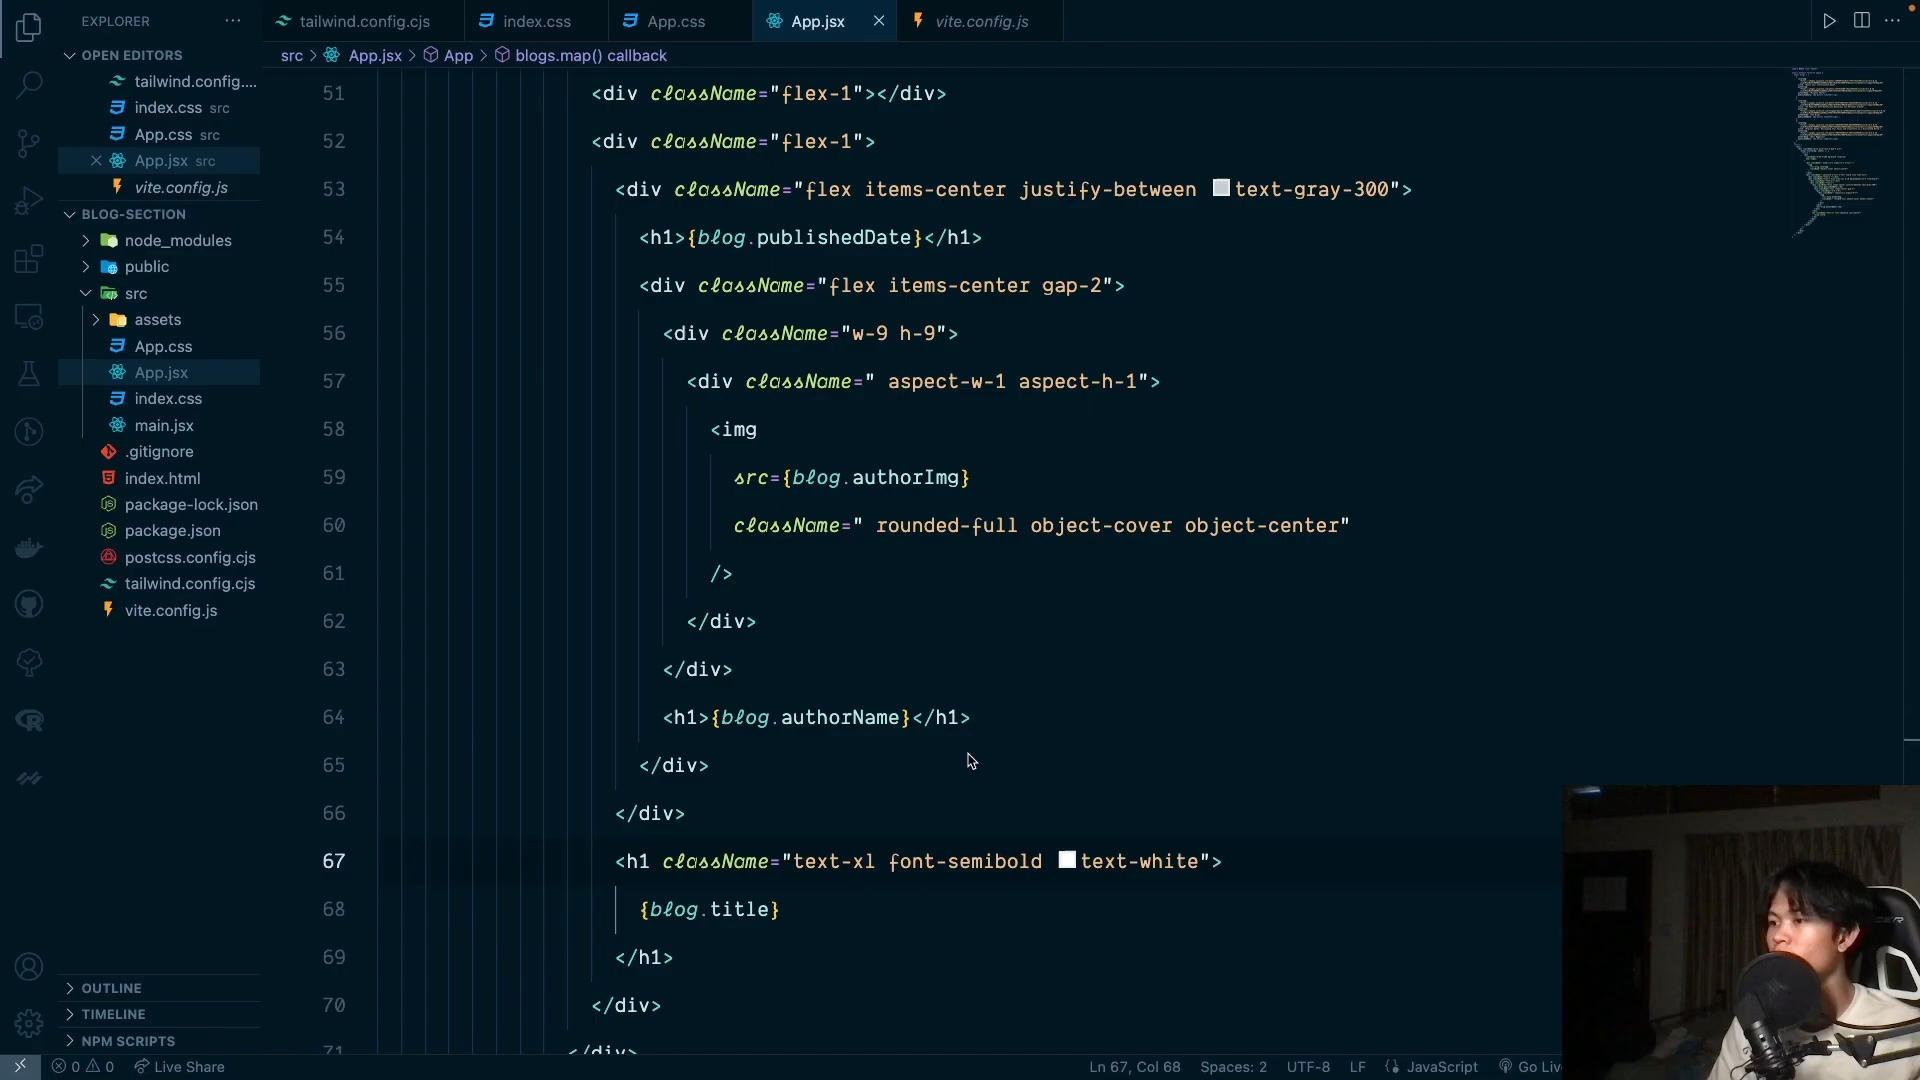 EXPLORER
OPEN EDITORS
tailwind.config....
index.css src
App.css src
App.jsx src
vite.config.js
BLOG-SECTION
node_modules
public
src
assets
App.css
App.jsx
index.css
main.jsx
.gitignore
index.html
package-lock.json
package.json
postcss.config.cjs
tailwind.config.cjs
vite.config.js
OUTLINE
TIMELINE
NPM SCRIPTS
tailwind.config.cjs index.css App.css App.jsx vite.config.js
src > App.jsx > App > blogs.map() callback
51 <div className="flex-1"></div>
52 <div className="flex-1">
53 <div className="flex items-center justify-between text-gray-300">
54 <h1>{blog.publishedDate}</h1>
55 <div className="flex items-center gap-2">
56 <div className="w-9 h-9">
57 <div className=" aspect-w-1 aspect-h-1">
58 <img
59 src={blog.authorImg}
60 className=" rounded-full object-cover object-center"
61 />
62 </div>
63 </div>
64 <h1>{blog.authorName}</h1>
65 </div>
66 </div>
67 <h1 className="text-xl font-semibold text-white">
68 {blog.title}
69 </h1>
70 </div>
71 </div>
0 0 Live Share Ln 67, Col 68 Spaces: 2 UTF-8 LF JavaScript Go Liv